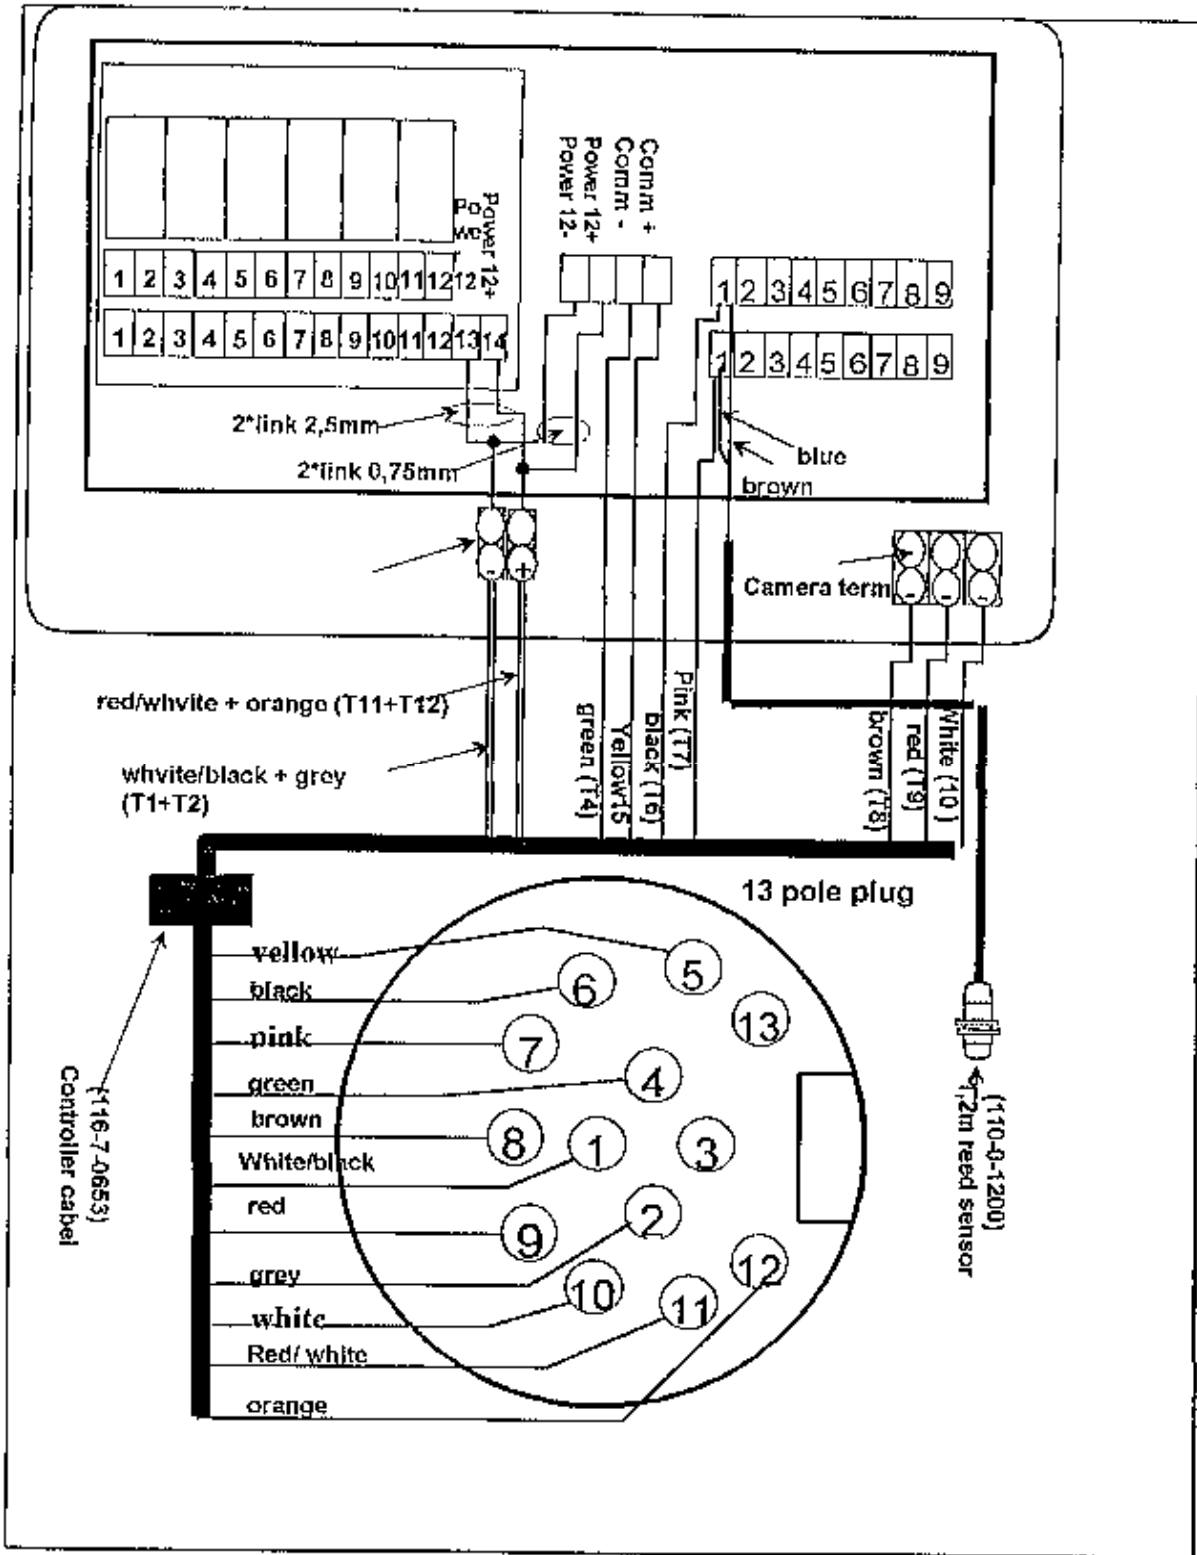 Comm +
Comm -
Power 12+
Power 12-
Power 12+
Po
we
1 2 3 4 5 6 7 8 9 10 11 12 12
1 2 3 4 5 6 7 8 9 10 11 12 13 14
1 2 3 4 5 6 7 8 9
1 2 3 4 5 6 7 8 9
2*link 2,5mm
2*link 0,75mm
blue
brown
- +
Camera term
- - -
red/whvite + orange (T11+T12)
whvite/black + grey
(T1+T2)
green (T4)
Yellow15
black (T6)
Pink (T7)
brown (T8)
red (T9)
White (10 )
13 pole plug
yellow
black
pink
green
brown
White/black
red
grey
white
Red/ white
orange
5
6
13
7
4
8
1
3
2
9
12
10
11
(116-7-0653)
Controller cabel
(110-0-1200)
,2m reed sensor